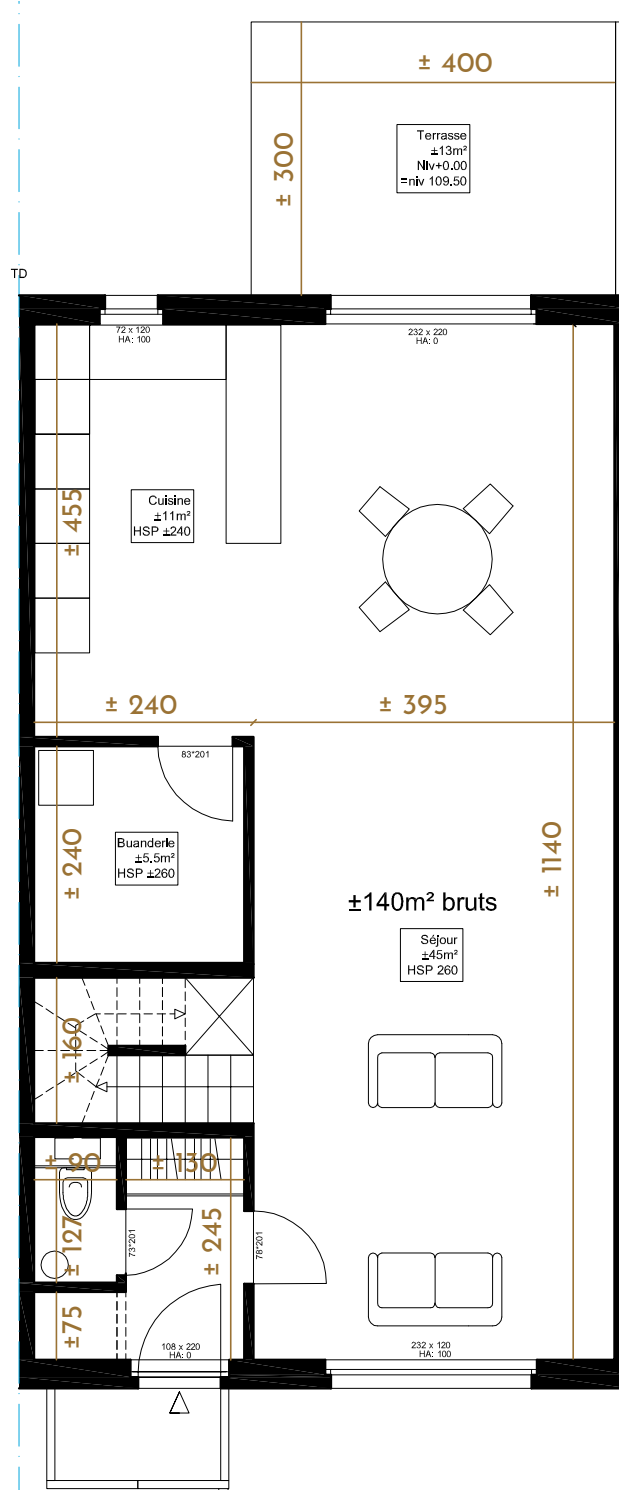 ± 400
± 300
Terrasse
±13m²
Niv+0.00
=niv 109.50
TD
72 x 120
HA: 100
232 x 220
HA: 0
± 455
Cuisine
±11m²
HSP ±240
± 240
± 395
83*201
± 240
Buanderie
±5.5m²
HSP ±260
± 1140
±140m² bruts
Séjour
±45m²
HSP 260
± 160
± 90
± 130
± 127
73*201
± 245
78*201
±75
108 x 220
HA: 0
232 x 120
HA: 100